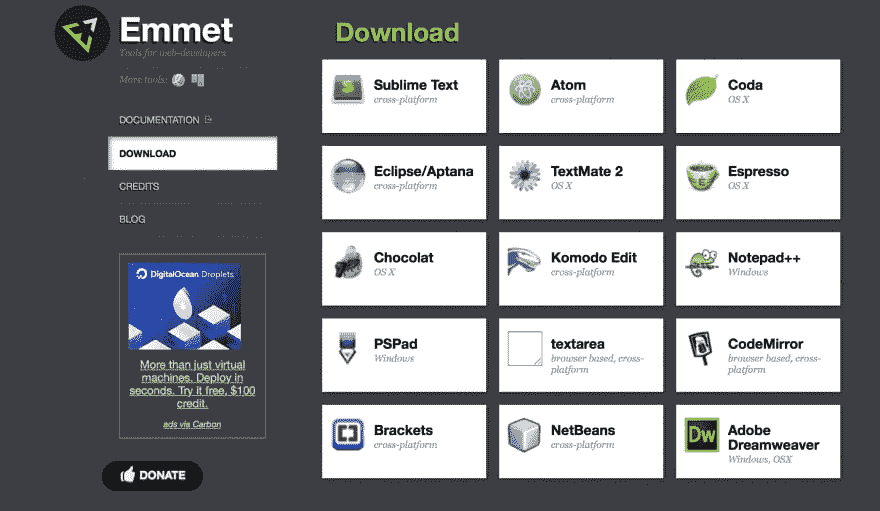 Emmet
Tools for web-developers
More tools:
DOCUMENTATION
DOWNLOAD
CREDITS
BLOG
DigitalOcean Droplets
More than just virtual
machines. Deploy in
seconds. Try it free, $100
credit.
ads via Carbon
DONATE
Download
Sublime Text
cross-platform
Atom
cross-platform
Coda
OS X
Eclipse/Aptana
cross-platform
TextMate 2
OS X
Espresso
OS X
Chocolat
OS X
Komodo Edit
cross-platform
Notepad++
Windows
PSPad
Windows
textarea
browser based, cross-
platform
CodeMirror
browser based, cross-
platform
Brackets
cross-platform
NetBeans
cross-platform
Dw
Adobe
Dreamweaver
Windows, OSX